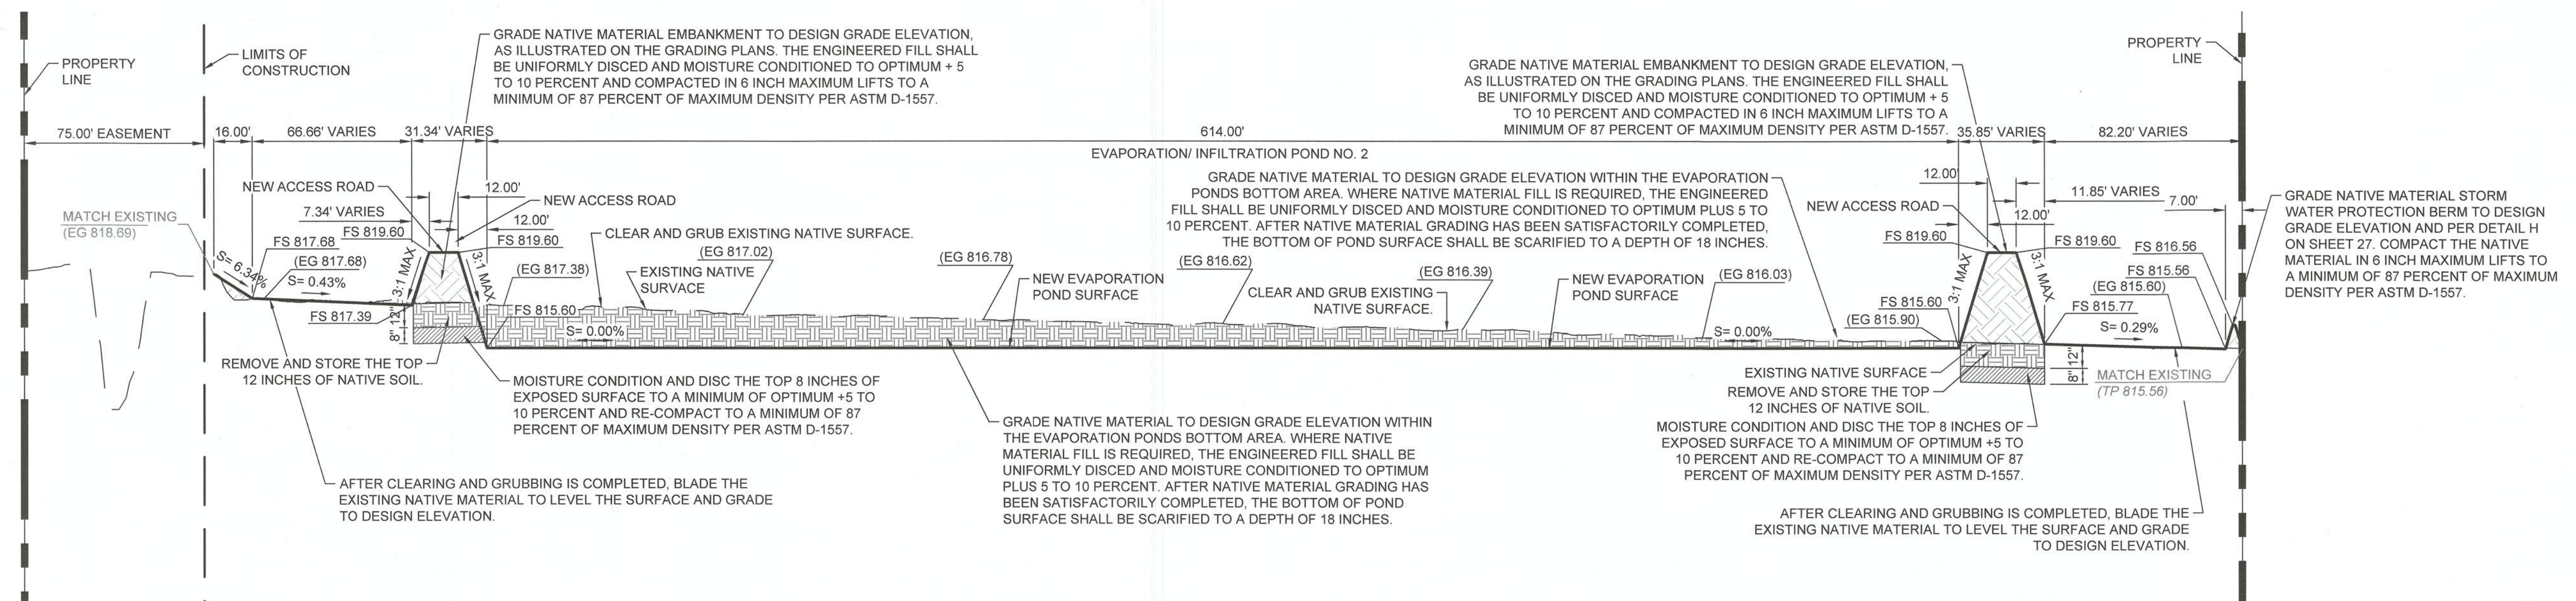 PROPERTY
LINE
LIMITS OF
CONSTRUCTION
GRADE NATIVE MATERIAL EMBANKMENT TO DESIGN GRADE ELEVATION,
AS ILLUSTRATED ON THE GRADING PLANS. THE ENGINEERED FILL SHALL
BE UNIFORMLY DISCED AND MOISTURE CONDITIONED TO OPTIMUM + 5
TO 10 PERCENT AND COMPACTED IN 6 INCH MAXIMUM LIFTS TO A
MINIMUM OF 87 PERCENT OF MAXIMUM DENSITY PER ASTM D-1557.
GRADE NATIVE MATERIAL EMBANKMENT TO DESIGN GRADE ELEVATION,
AS ILLUSTRATED ON THE GRADING PLANS. THE ENGINEERED FILL SHALL
BE UNIFORMLY DISCED AND MOISTURE CONDITIONED TO OPTIMUM + 5
TO 10 PERCENT AND COMPACTED IN 6 INCH MAXIMUM LIFTS TO A
MINIMUM OF 87 PERCENT OF MAXIMUM DENSITY PER ASTM D-1557.
PROPERTY
LINE
75.00' EASEMENT
16.00'
66.66' VARIES
31.34' VARIES
614.00'
35.85' VARIES
82.20' VARIES
EVAPORATION/ INFILTRATION POND NO. 2
NEW ACCESS ROAD
12.00'
NEW ACCESS ROAD
7.34' VARIES
12.00'
MATCH EXISTING
(EG 818.69)
FS 819.60
FS 817.68
(EG 817.68)
S= 6.34%
S= 0.43%
3:1 MAX
FS 817.39
12"
8"
FS 819.60
3:1 MAX
(EG 817.38)
FS 815.60
CLEAR AND GRUB EXISTING NATIVE SURFACE.
EXISTING NATIVE
SURVACE
(EG 817.02)
S= 0.00%
(EG 816.78)
NEW EVAPORATION
POND SURFACE
GRADE NATIVE MATERIAL TO DESIGN GRADE ELEVATION WITHIN THE EVAPORATION
PONDS BOTTOM AREA. WHERE NATIVE MATERIAL FILL IS REQUIRED, THE ENGINEERED
FILL SHALL BE UNIFORMLY DISCED AND MOISTURE CONDITIONED TO OPTIMUM PLUS 5 TO
10 PERCENT. AFTER NATIVE MATERIAL GRADING HAS BEEN SATISFACTORILY COMPLETED,
THE BOTTOM OF POND SURFACE SHALL BE SCARIFIED TO A DEPTH OF 18 INCHES.
(EG 816.62)
CLEAR AND GRUB EXISTING
NATIVE SURFACE.
(EG 816.39)
NEW EVAPORATION
POND SURFACE
(EG 816.03)
S= 0.00%
12.00'
NEW ACCESS ROAD
FS 819.60
3:1 MAX
FS 815.60
(EG 815.90)
11.85' VARIES
7.00'
12.00'
FS 819.60
3:1 MAX
FS 816.56
FS 815.56
(EG 815.60)
FS 815.77
S= 0.29%
12"
8"
MATCH EXISTING
(TP 815.56)
GRADE NATIVE MATERIAL STORM
WATER PROTECTION BERM TO DESIGN
GRADE ELEVATION AND PER DETAIL H
ON SHEET 27. COMPACT THE NATIVE
MATERIAL IN 6 INCH MAXIMUM LIFTS TO
A MINIMUM OF 87 PERCENT OF MAXIMUM
DENSITY PER ASTM D-1557.
REMOVE AND STORE THE TOP
12 INCHES OF NATIVE SOIL.
MOISTURE CONDITION AND DISC THE TOP 8 INCHES OF
EXPOSED SURFACE TO A MINIMUM OF OPTIMUM +5 TO
10 PERCENT AND RE-COMPACT TO A MINIMUM OF 87
PERCENT OF MAXIMUM DENSITY PER ASTM D-1557.
AFTER CLEARING AND GRUBBING IS COMPLETED, BLADE THE
EXISTING NATIVE MATERIAL TO LEVEL THE SURFACE AND GRADE
TO DESIGN ELEVATION.
GRADE NATIVE MATERIAL TO DESIGN GRADE ELEVATION WITHIN
THE EVAPORATION PONDS BOTTOM AREA. WHERE NATIVE
MATERIAL FILL IS REQUIRED, THE ENGINEERED FILL SHALL BE
UNIFORMLY DISCED AND MOISTURE CONDITIONED TO OPTIMUM
PLUS 5 TO 10 PERCENT. AFTER NATIVE MATERIAL GRADING HAS
BEEN SATISFACTORILY COMPLETED, THE BOTTOM OF POND
SURFACE SHALL BE SCARIFIED TO A DEPTH OF 18 INCHES.
EXISTING NATIVE SURFACE
REMOVE AND STORE THE TOP
12 INCHES OF NATIVE SOIL.
MOISTURE CONDITION AND DISC THE TOP 8 INCHES OF
EXPOSED SURFACE TO A MINIMUM OF OPTIMUM +5 TO
10 PERCENT AND RE-COMPACT TO A MINIMUM OF 87
PERCENT OF MAXIMUM DENSITY PER ASTM D-1557.
AFTER CLEARING AND GRUBBING IS COMPLETED, BLADE THE
EXISTING NATIVE MATERIAL TO LEVEL THE SURFACE AND GRADE
TO DESIGN ELEVATION.